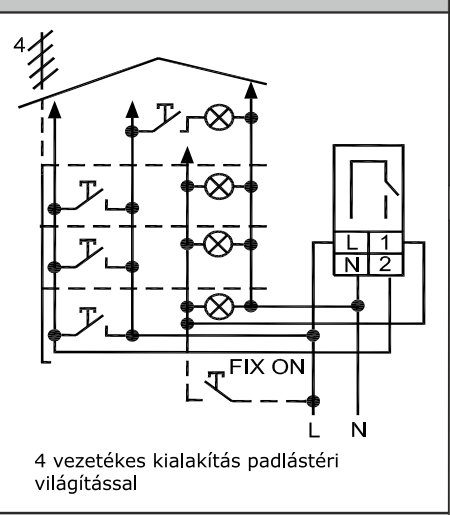 4
L 1
N 2
FIX ON
L N
4 vezetékes kialakítás padlástéri
világítással